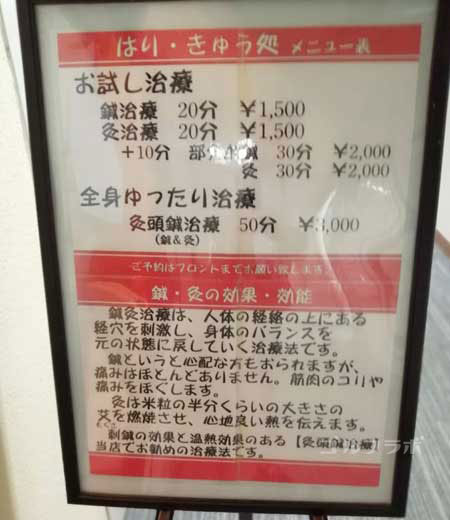 はり・きゅう処 メニュー表
お試し治療
鍼治療 20分 ￥1,500
灸治療 20分 ￥1,500
＋10分 部分 鍼 30分 ￥2,000
灸 30分 ￥2,000
全身ゆったり治療
灸頭鍼治療 50分 ￥3,000
(鍼&灸)
ご予約はフロントまでお願い致します。
鍼・灸の効果・効能
鍼灸治療は、人体の経絡の上にある
経穴を刺激し、身体のバランスを
元の状態に戻していく治療法です。
鍼というと心配な方もおられますが、
痛みはほとんどありません。筋肉のコリや
痛みをほぐします。
灸は米粒の半分くらいの大きさの
艾を燃焼させ、心地良い熱を伝えます。
もぐさ
刺鍼の効果と温熱効果のある【灸頭鍼治療】
当店でお勧めの治療法です。